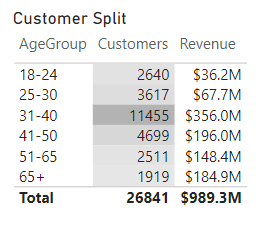 Customer Split
AgeGroup Customers Revenue
18-24 2640 $36.2M
25-30 3617 $67.7M
31-40 11455 $356.0M
41-50 4699 $196.0M
51-65 2511 $148.4M
65+ 1919 $184.9M
Total 26841 $989.3M